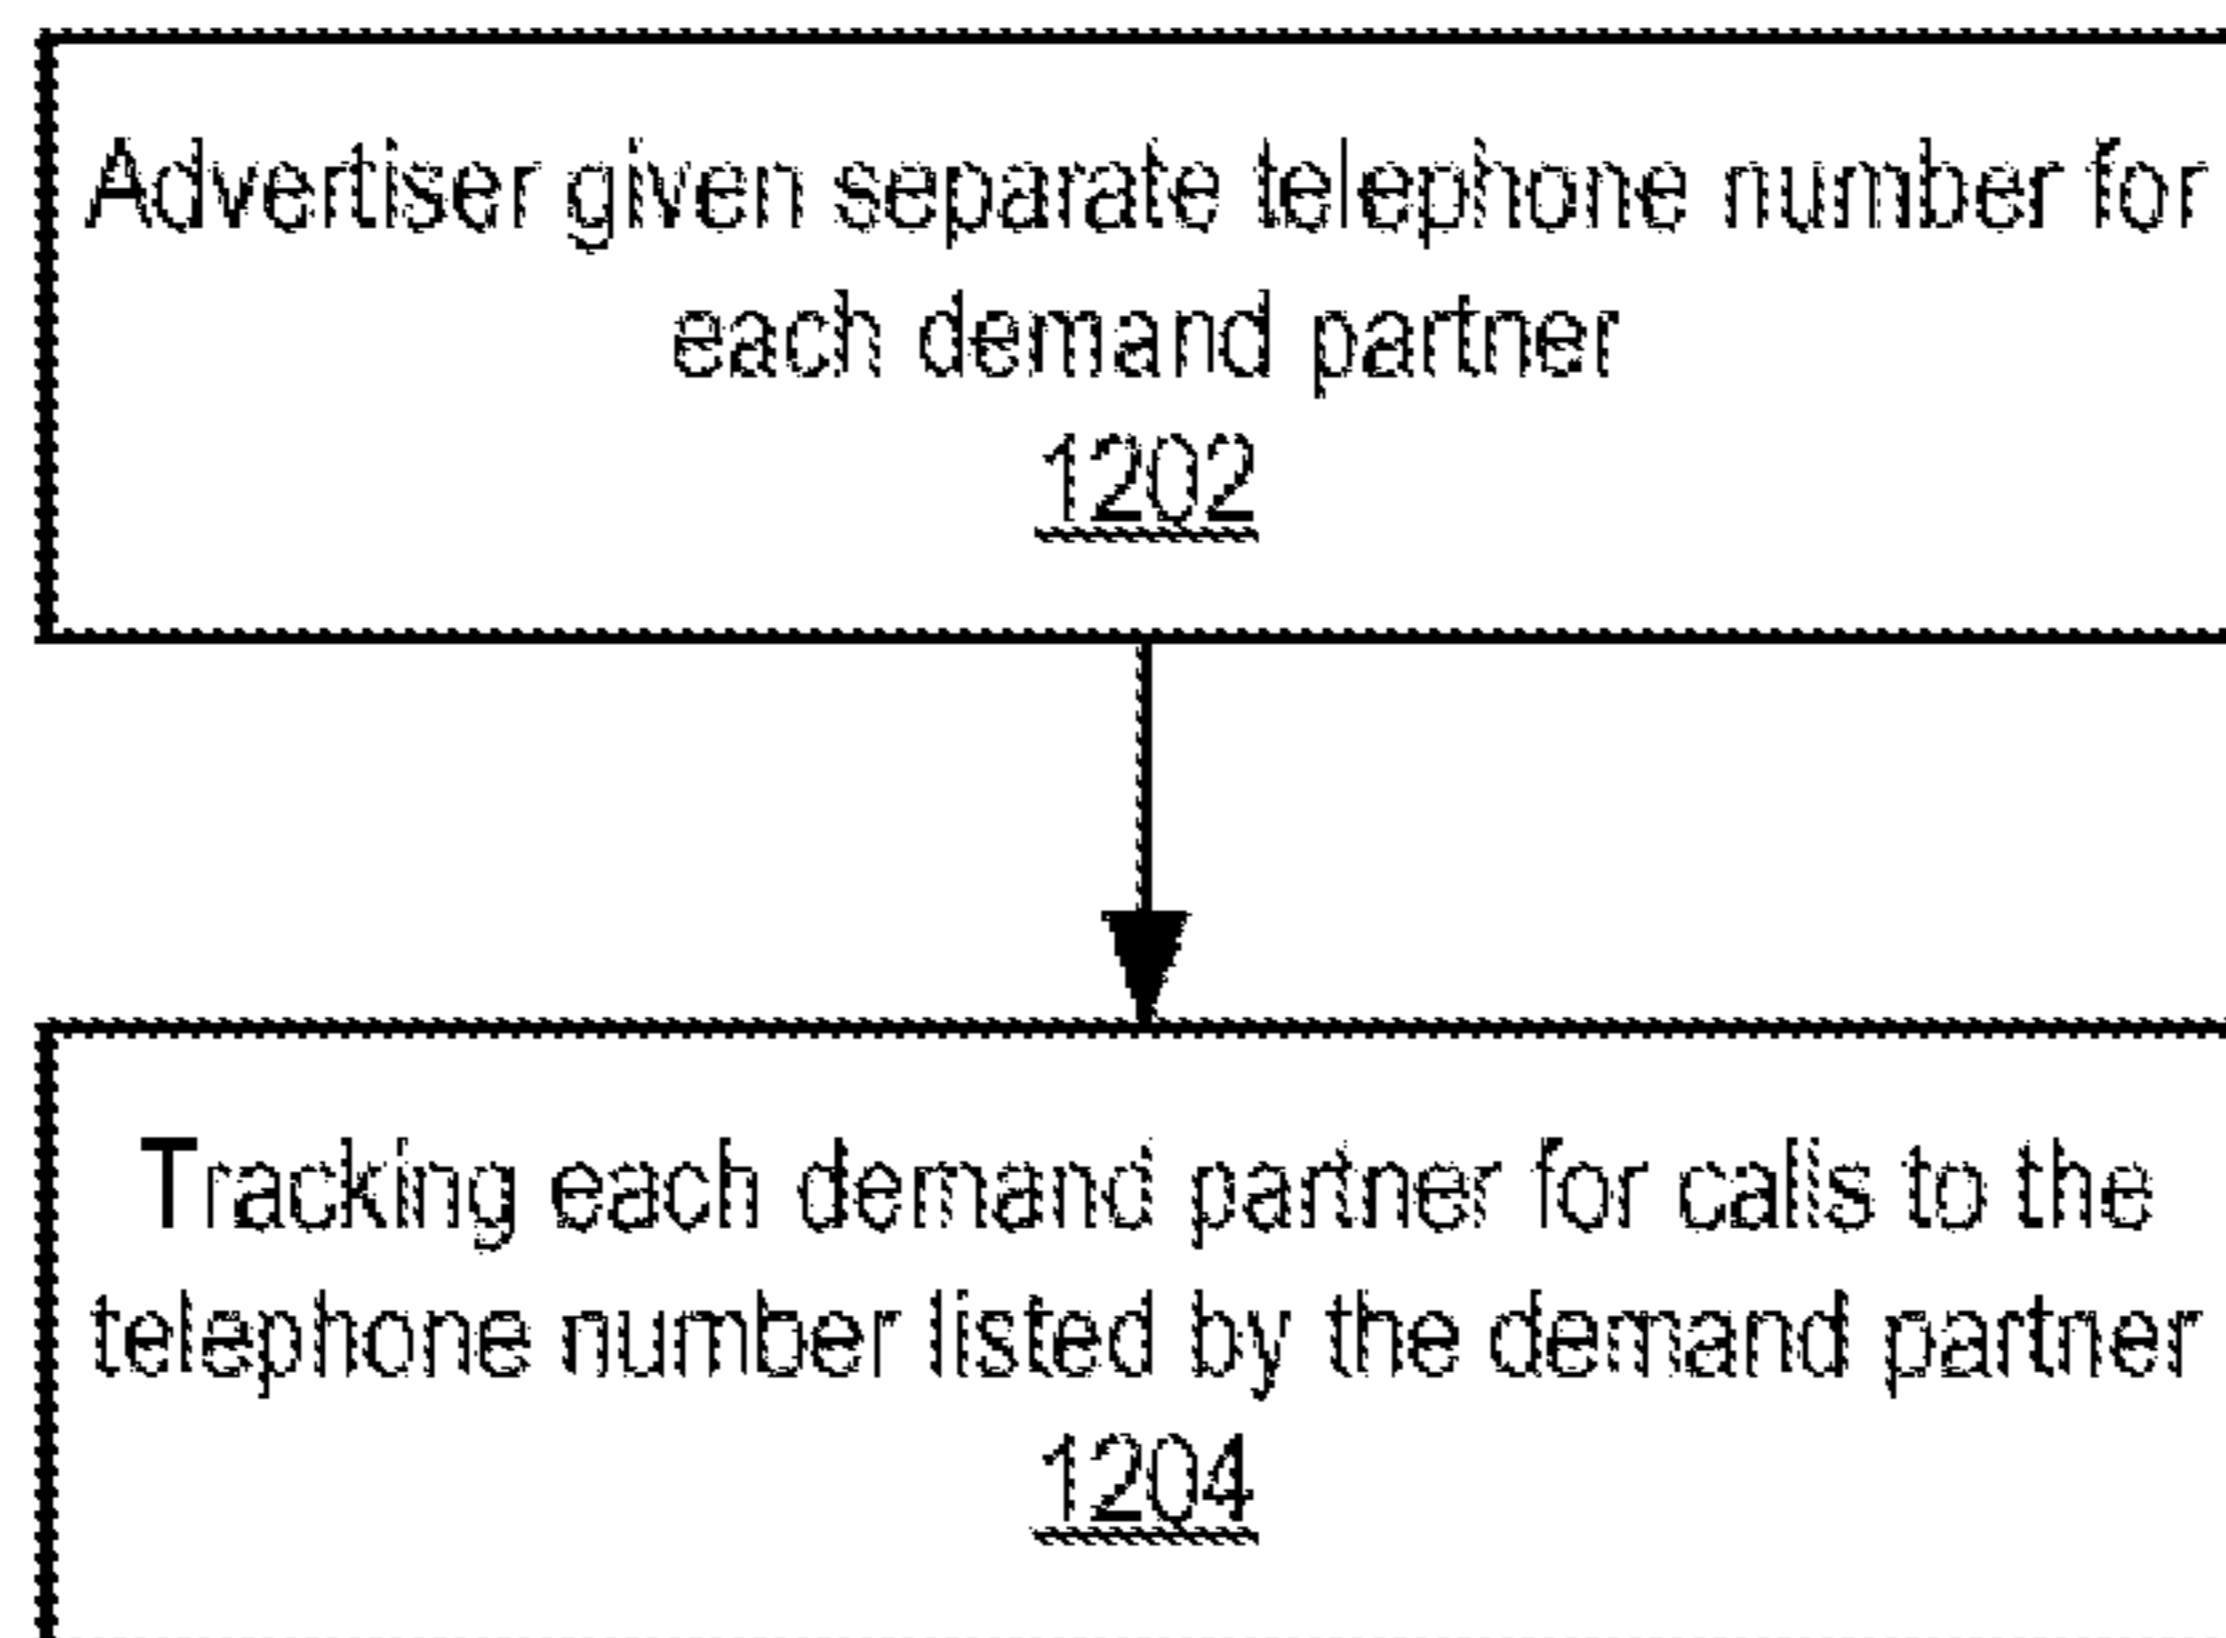 Advertiser given separate telephone number for
each demand partner
1202
Tracking each demand partner for calls to the
telephone number listed by the demand partner
1204